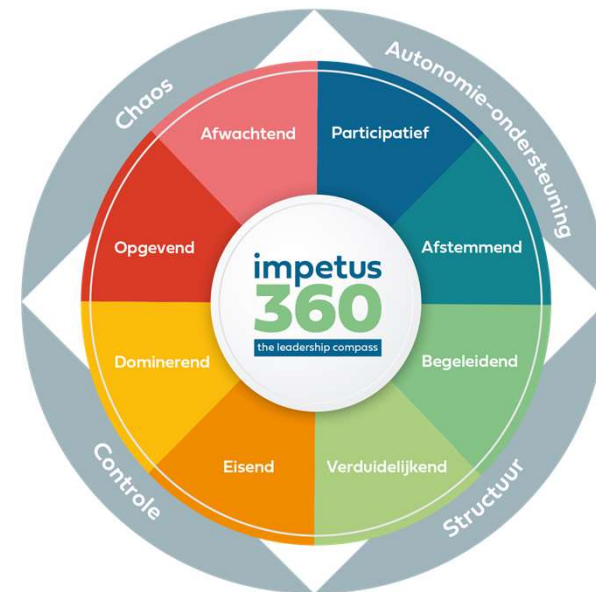 Chaos
Autonomie-ondersteuning
Afwachtend
Participatief
Opgevend
Afstemmend
impetus
360
the leadership compass
Dominerend
Begeleidend
Eisend
Verduidelijkend
Controle
Structuur